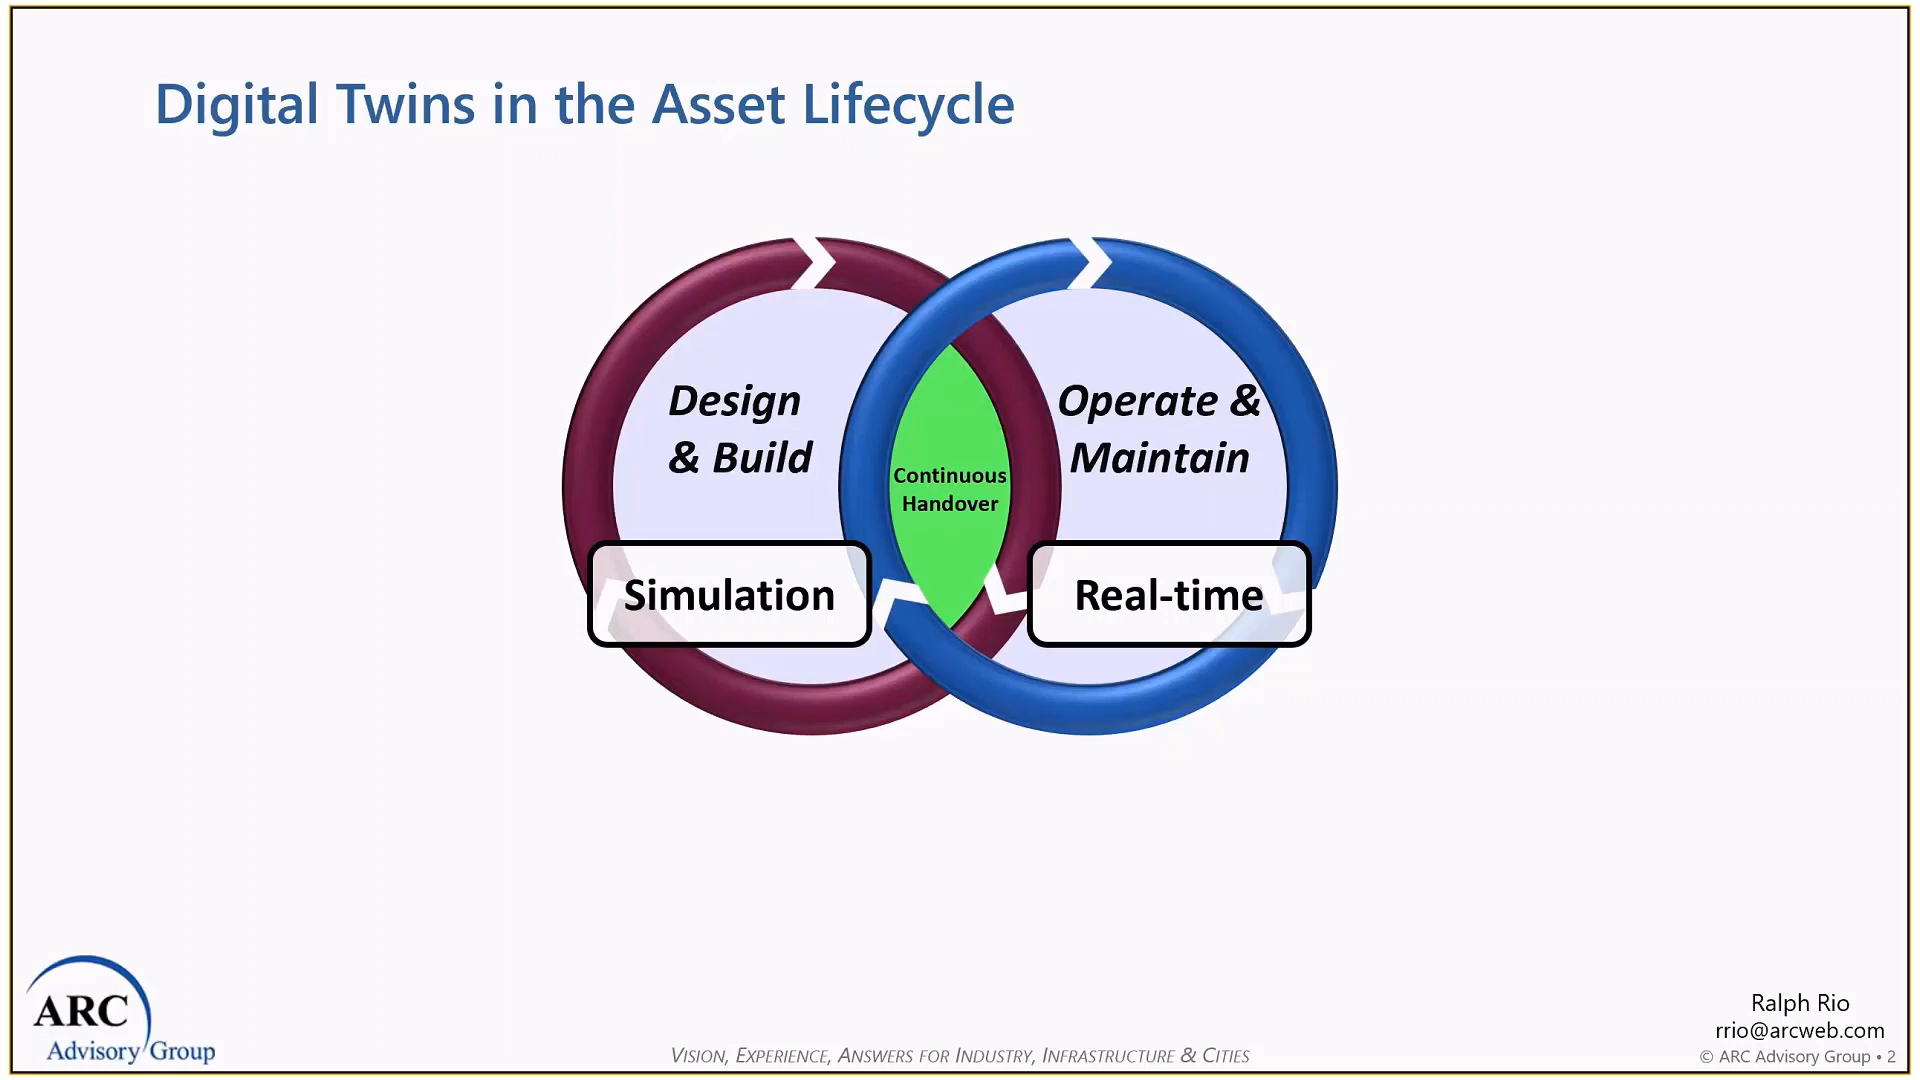 Digital Twins in the Asset Lifecycle
Design
& Build
Operate &
Maintain
Continuous
Handover
Simulation
Real-time
ARC
Advisory Group
VISION, EXPERIENCE, ANSWERS FOR INDUSTRY, INFRASTRUCTURE & CITIES
Ralph Rio
rrio@arcweb.com
© ARC Advisory Group • 2